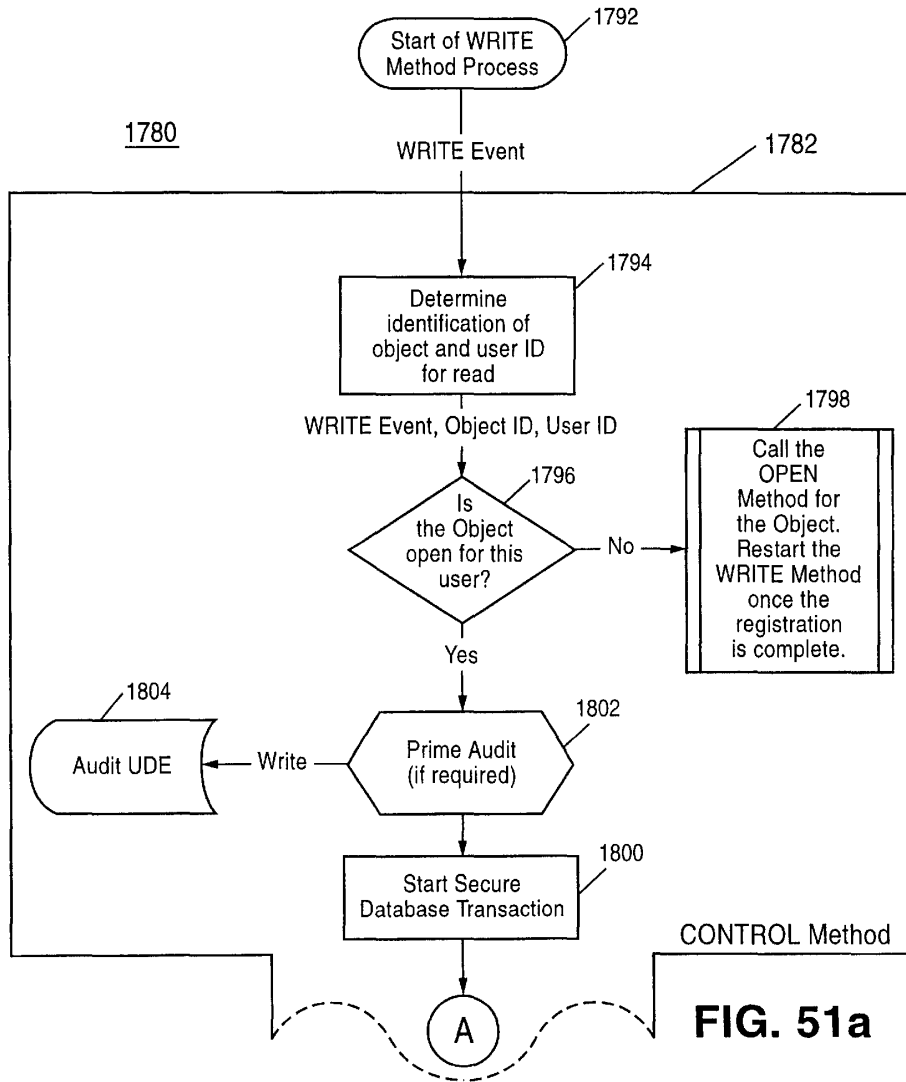 1792
Start of WRITE
Method Process
1780
WRITE Event
1782
1794
Determine
identification of
object and user ID
for read
WRITE Event, Object ID, User ID
1796
Is
the Object
open for this
user?
No
1798
Call the
OPEN
Method for
the Object.
Restart the
WRITE Method
once the
registration
is complete.
Yes
1804
Audit UDE
Write
1802
Prime Audit
(if required)
1800
Start Secure
Database Transaction
CONTROL Method
A
FIG. 51a